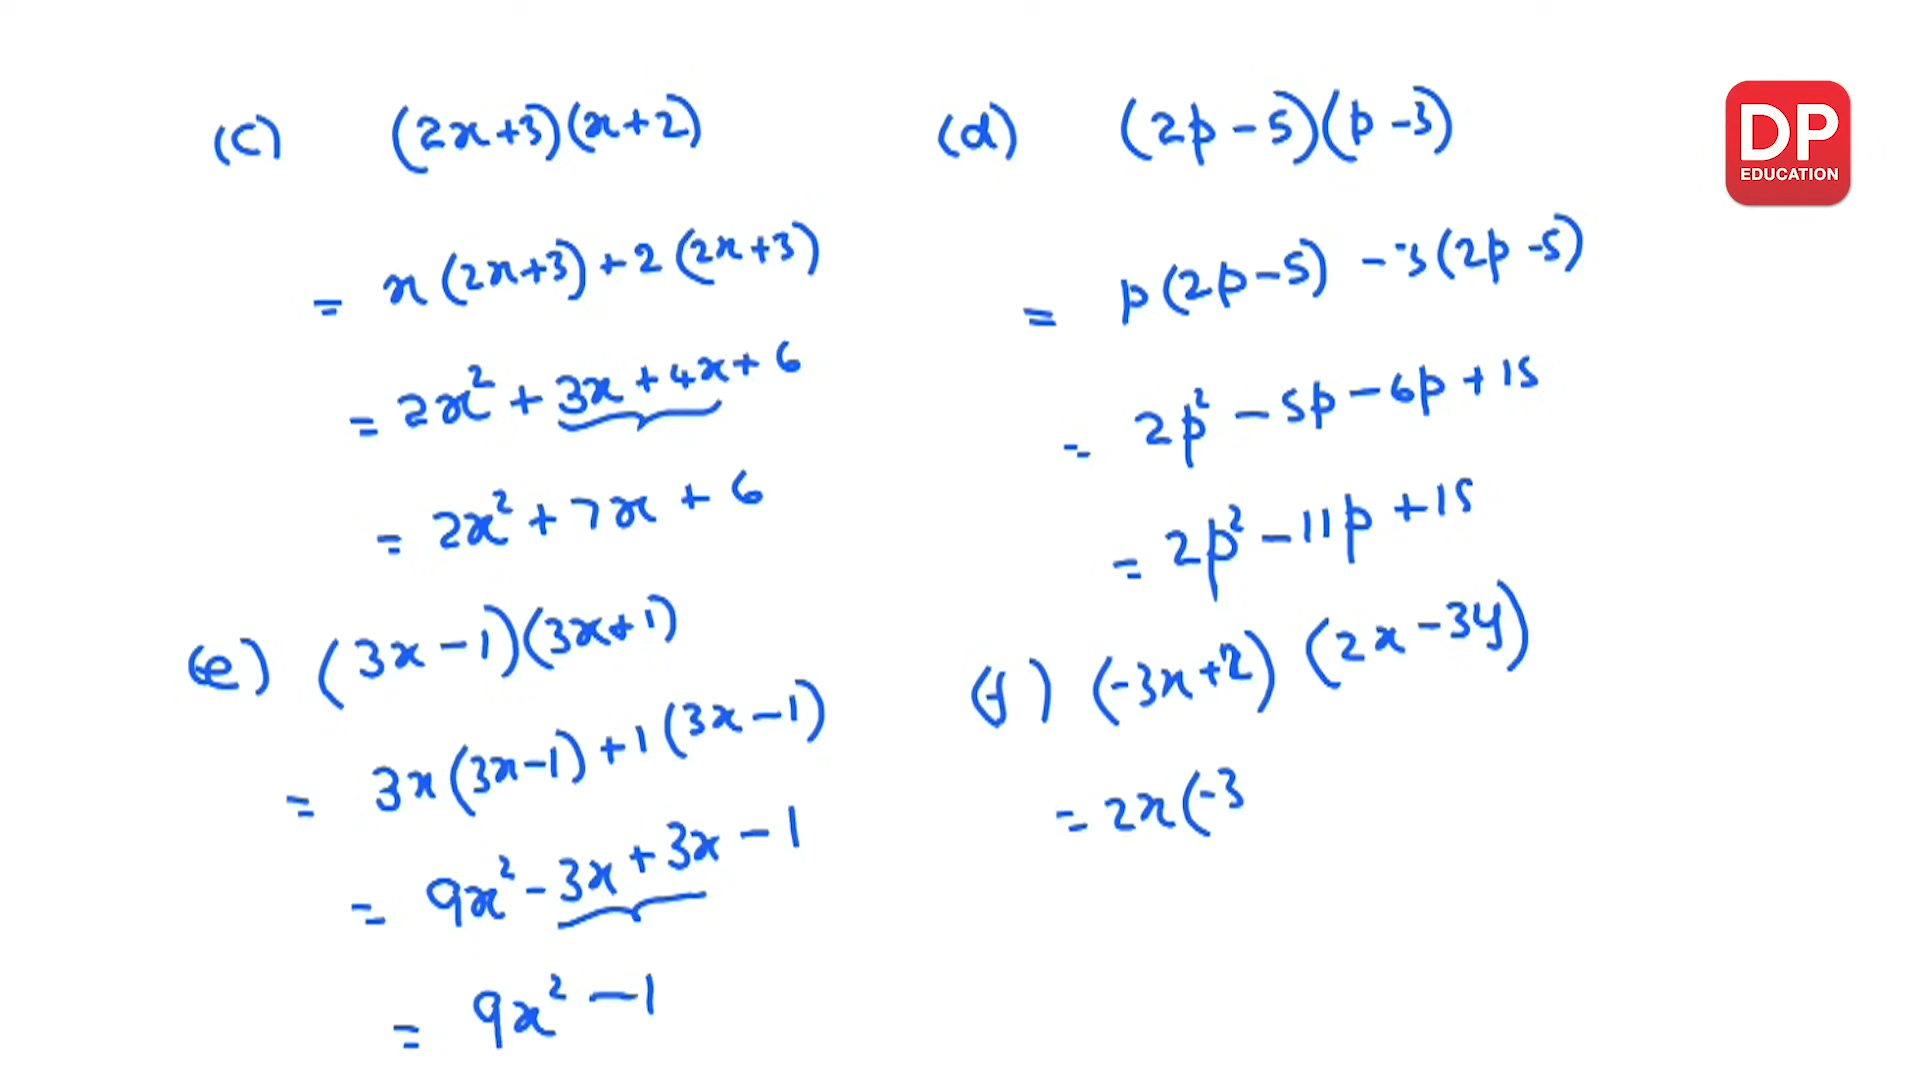 (c) (2x+3)(x+2)
= x(2x+3)+2(2x+3)
= 2x² + 3x + 4x + 6
= 2x² + 7x + 6
(d) (2p-5)(p-3)
= p(2p-5) -3(2p-5)
= 2p² - 5p - 6p + 15
= 2p² - 11p + 15
(e) (3x-1)(3x+1)
= 3x(3x-1)+1(3x-1)
= 9x² - 3x + 3x - 1
= 9x² - 1
(f) (-3x+2) (2x-3y)
= 2x(-3
DP
EDUCATION